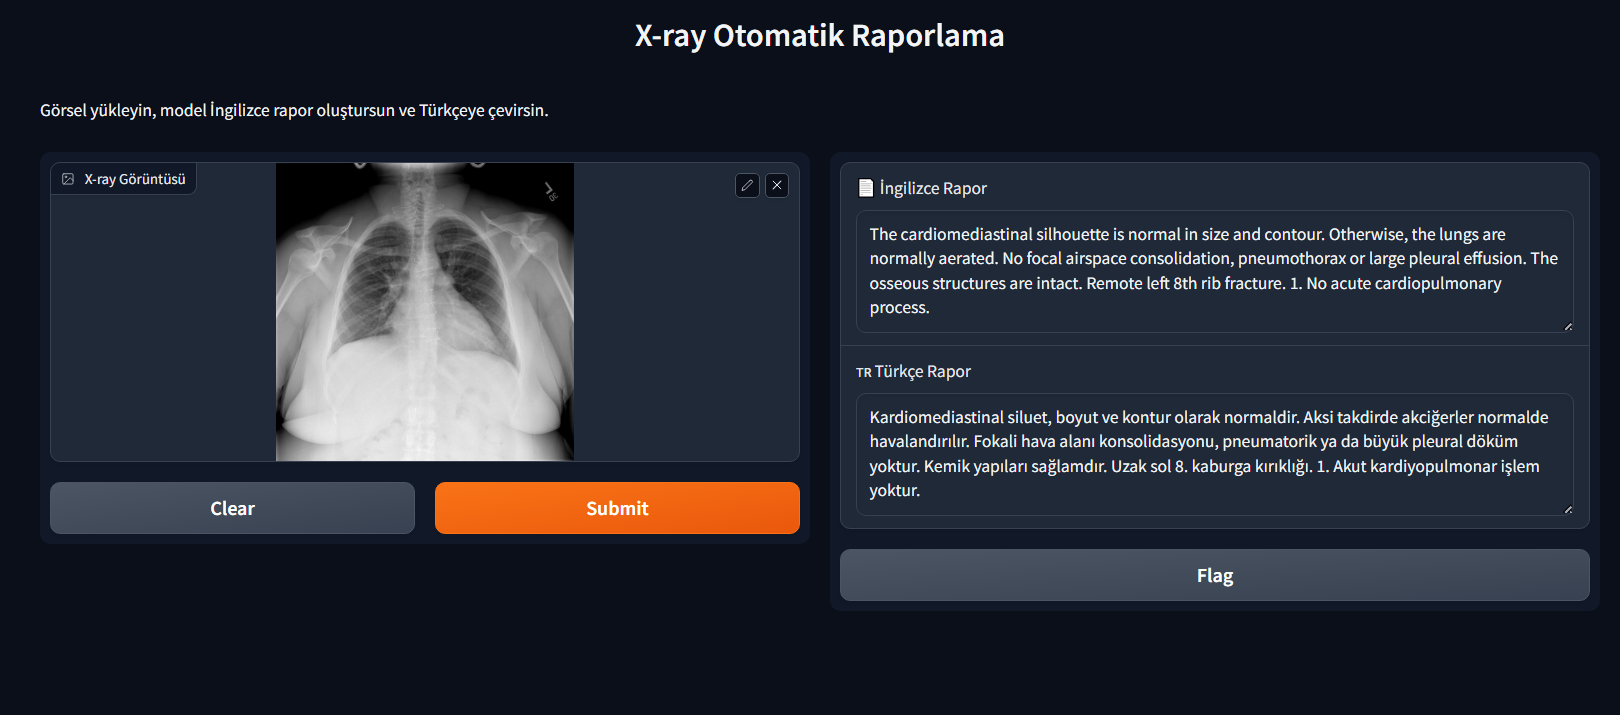 X-ray Otomatik Raporlama
Görsel yükleyin, model İngilizce rapor oluştursun ve Türkçeye çevirsin.
X-ray Görüntüsü
Clear
Submit
İngilizce Rapor
The cardiomediastinal silhouette is normal in size and contour. Otherwise, the lungs are
normally aerated. No focal airspace consolidation, pneumothorax or large pleural effusion. The
osseous structures are intact. Remote left 8th rib fracture. 1. No acute cardiopulmonary
process.
TR Türkçe Rapor
Kardiomediastinal siluet, boyut ve kontur olarak normaldir. Aksi takdirde akciğerler normalde
havalandırılır. Fokali hava alanı konsolidasyonu, pneumatorik ya da büyük pleural döküm
yoktur. Kemik yapıları sağlamdır. Uzak sol 8. kaburga kırıklığı. 1. Akut kardiyopulmonar işlem
yoktur.
Flag